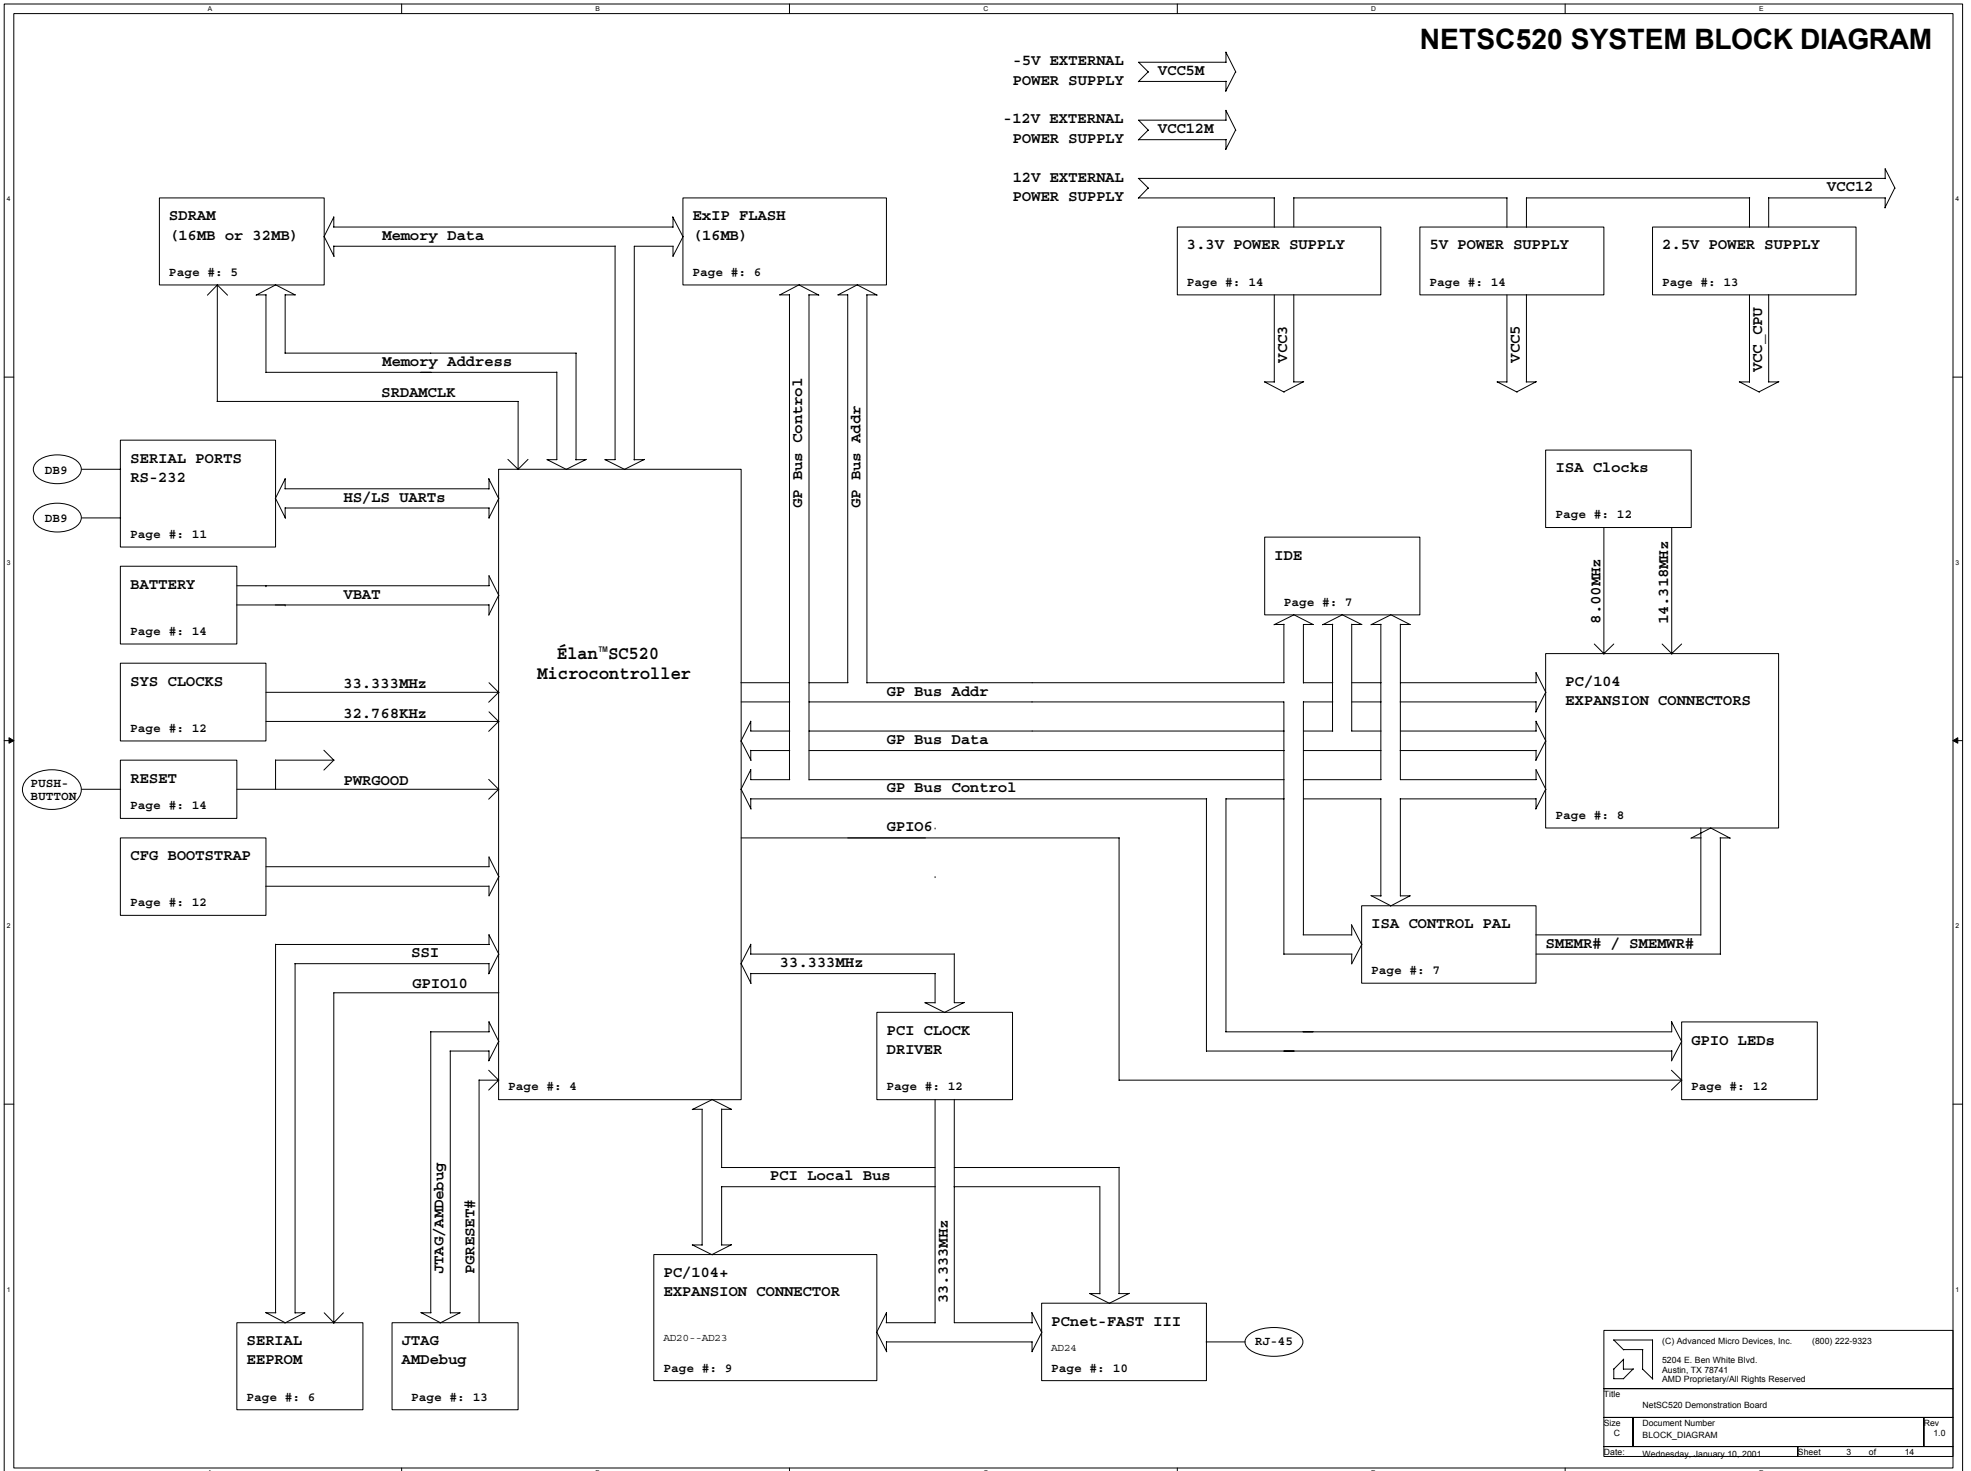 A B C D E
NETSC520 SYSTEM BLOCK DIAGRAM
-5V EXTERNAL
POWER SUPPLY
VCC5M
-12V EXTERNAL
POWER SUPPLY
VCC12M
12V EXTERNAL
POWER SUPPLY
VCC12
4
4
SDRAM
(16MB or 32MB)
Page #: 5
Memory Data
ExIP FLASH
(16MB)
Page #: 6
3.3V POWER SUPPLY
Page #: 14
5V POWER SUPPLY
Page #: 14
2.5V POWER SUPPLY
Page #: 13
VCC3
VCC5
VCC_CPU
Memory Address
SRDAMCLK
GP Bus Control
GP Bus Addr
DB9
DB9
SERIAL PORTS
RS-232
Page #: 11
HS/LS UARTs
ISA Clocks
Page #: 12
8.00MHz
14.318MHz
3
3
IDE
Page #: 7
BATTERY
Page #: 14
VBAT
Élan™SC520
Microcontroller
Page #: 4
SYS CLOCKS
Page #: 12
33.333MHz
32.768KHz
GP Bus Addr
GP Bus Data
GP Bus Control
PC/104
EXPANSION CONNECTORS
Page #: 8
PUSH-
BUTTON
RESET
Page #: 14
PWRGOOD
GPIO6
CFG BOOTSTRAP
Page #: 12
2
2
ISA CONTROL PAL
Page #: 7
SMEMR# / SMEMWR#
SSI
GPIO10
33.333MHz
PCI CLOCK
DRIVER
Page #: 12
GPIO LEDs
Page #: 12
JTAG/AMDebug
PGRESET#
PCI Local Bus
33.333MHz
1
1
PC/104+
EXPANSION CONNECTOR
AD20--AD23
Page #: 9
PCnet-FAST III
AD24
Page #: 10
RJ-45
SERIAL
EEPROM
Page #: 6
JTAG
AMDebug
Page #: 13
(C) Advanced Micro Devices, Inc. (800) 222-9323
5204 E. Ben White Blvd.
Austin, TX 78741
AMD Proprietary/All Rights Reserved
Title
NetSC520 Demonstration Board
Size Document Number Rev
C BLOCK_DIAGRAM 1.0
Date: Wednesday, January 10, 2001 Sheet 3 of 14